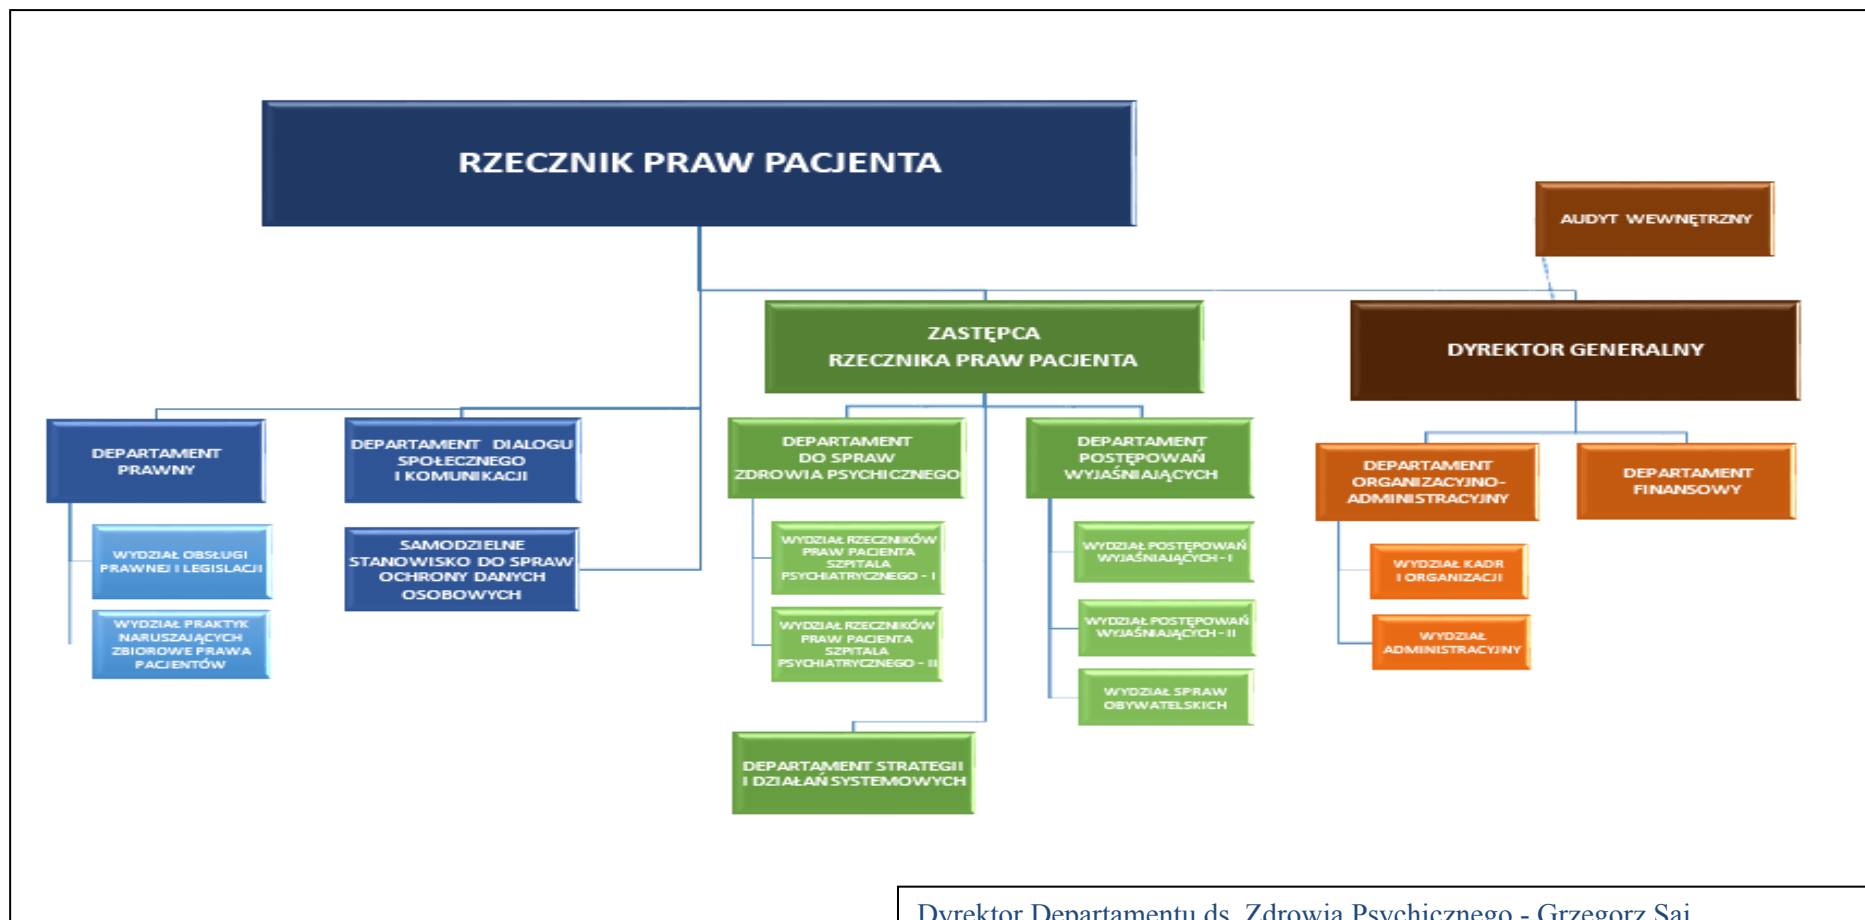 RZECZNIK PRAW PACJENTA
AUDYT WEWNĘTRZNY
ZASTĘPCA
RZECZNIKA PRAW PACJENTA
DYREKTOR GENERALNY
DEPARTAMENT
PRAWNY
DEPARTAMENT DIALOGU
SPOŁECZNEGO
I KOMUNIKACJI
DEPARTAMENT
DO SPRAW
ZDROWIA PSYCHICZNEGO
DEPARTAMENT
POSTĘPOWAŃ
WYJAŚNIAJĄCYCH
DEPARTAMENT
ORGANIZACYJNO-
ADMINISTRACYJNY
DEPARTAMENT
FINANSOWY
WYDZIAŁ OBSŁUGI
PRAWNEJ I LEGISLACJI
SAMODZIELNE
STANOWISKO DO SPRAW
OCHRONY DANYCH
OSOBOWYCH
WYDZIAŁ RZECZNIKÓW
PRAW PACJENTA
SZPITALA
PSYCHIATRYCZNEGO - I
WYDZIAŁ POSTĘPOWAŃ
WYJAŚNIAJĄCYCH - I
WYDZIAŁ KADR
I ORGANIZACJI
WYDZIAŁ PRAKTYK
NARUSZAJĄCYCH
ZBIOROWE PRAWA
PACJENTÓW
WYDZIAŁ RZECZNIKÓW
PRAW PACJENTA
SZPITALA
PSYCHIATRYCZNEGO - II
WYDZIAŁ POSTĘPOWAŃ
WYJAŚNIAJĄCYCH - II
WYDZIAŁ
ADMINISTRACYJNY
WYDZIAŁ SPRAW
OBYWATELSKICH
DEPARTAMENT STRATEGII
I DZIAŁAŃ SYSTEMOWYCH
Dyrektor Departamentu ds. Zdrowia Psychicznego - Grzegorz Saj